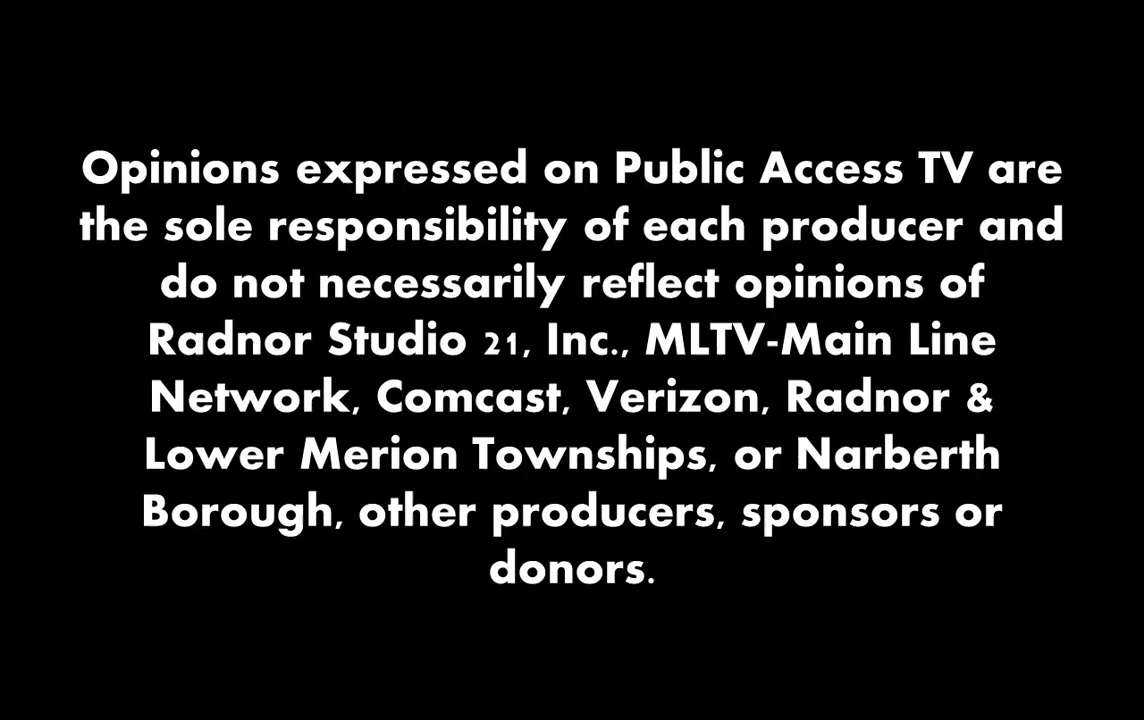 Opinions expressed on Public Access TV are
the sole responsibility of each producer and
do not necessarily reflect opinions of
Radnor Studio 21, Inc., MLTV-Main Line
Network, Comcast, Verizon, Radnor &
Lower Merion Townships, or Narberth
Borough, other producers, sponsors or
donors.